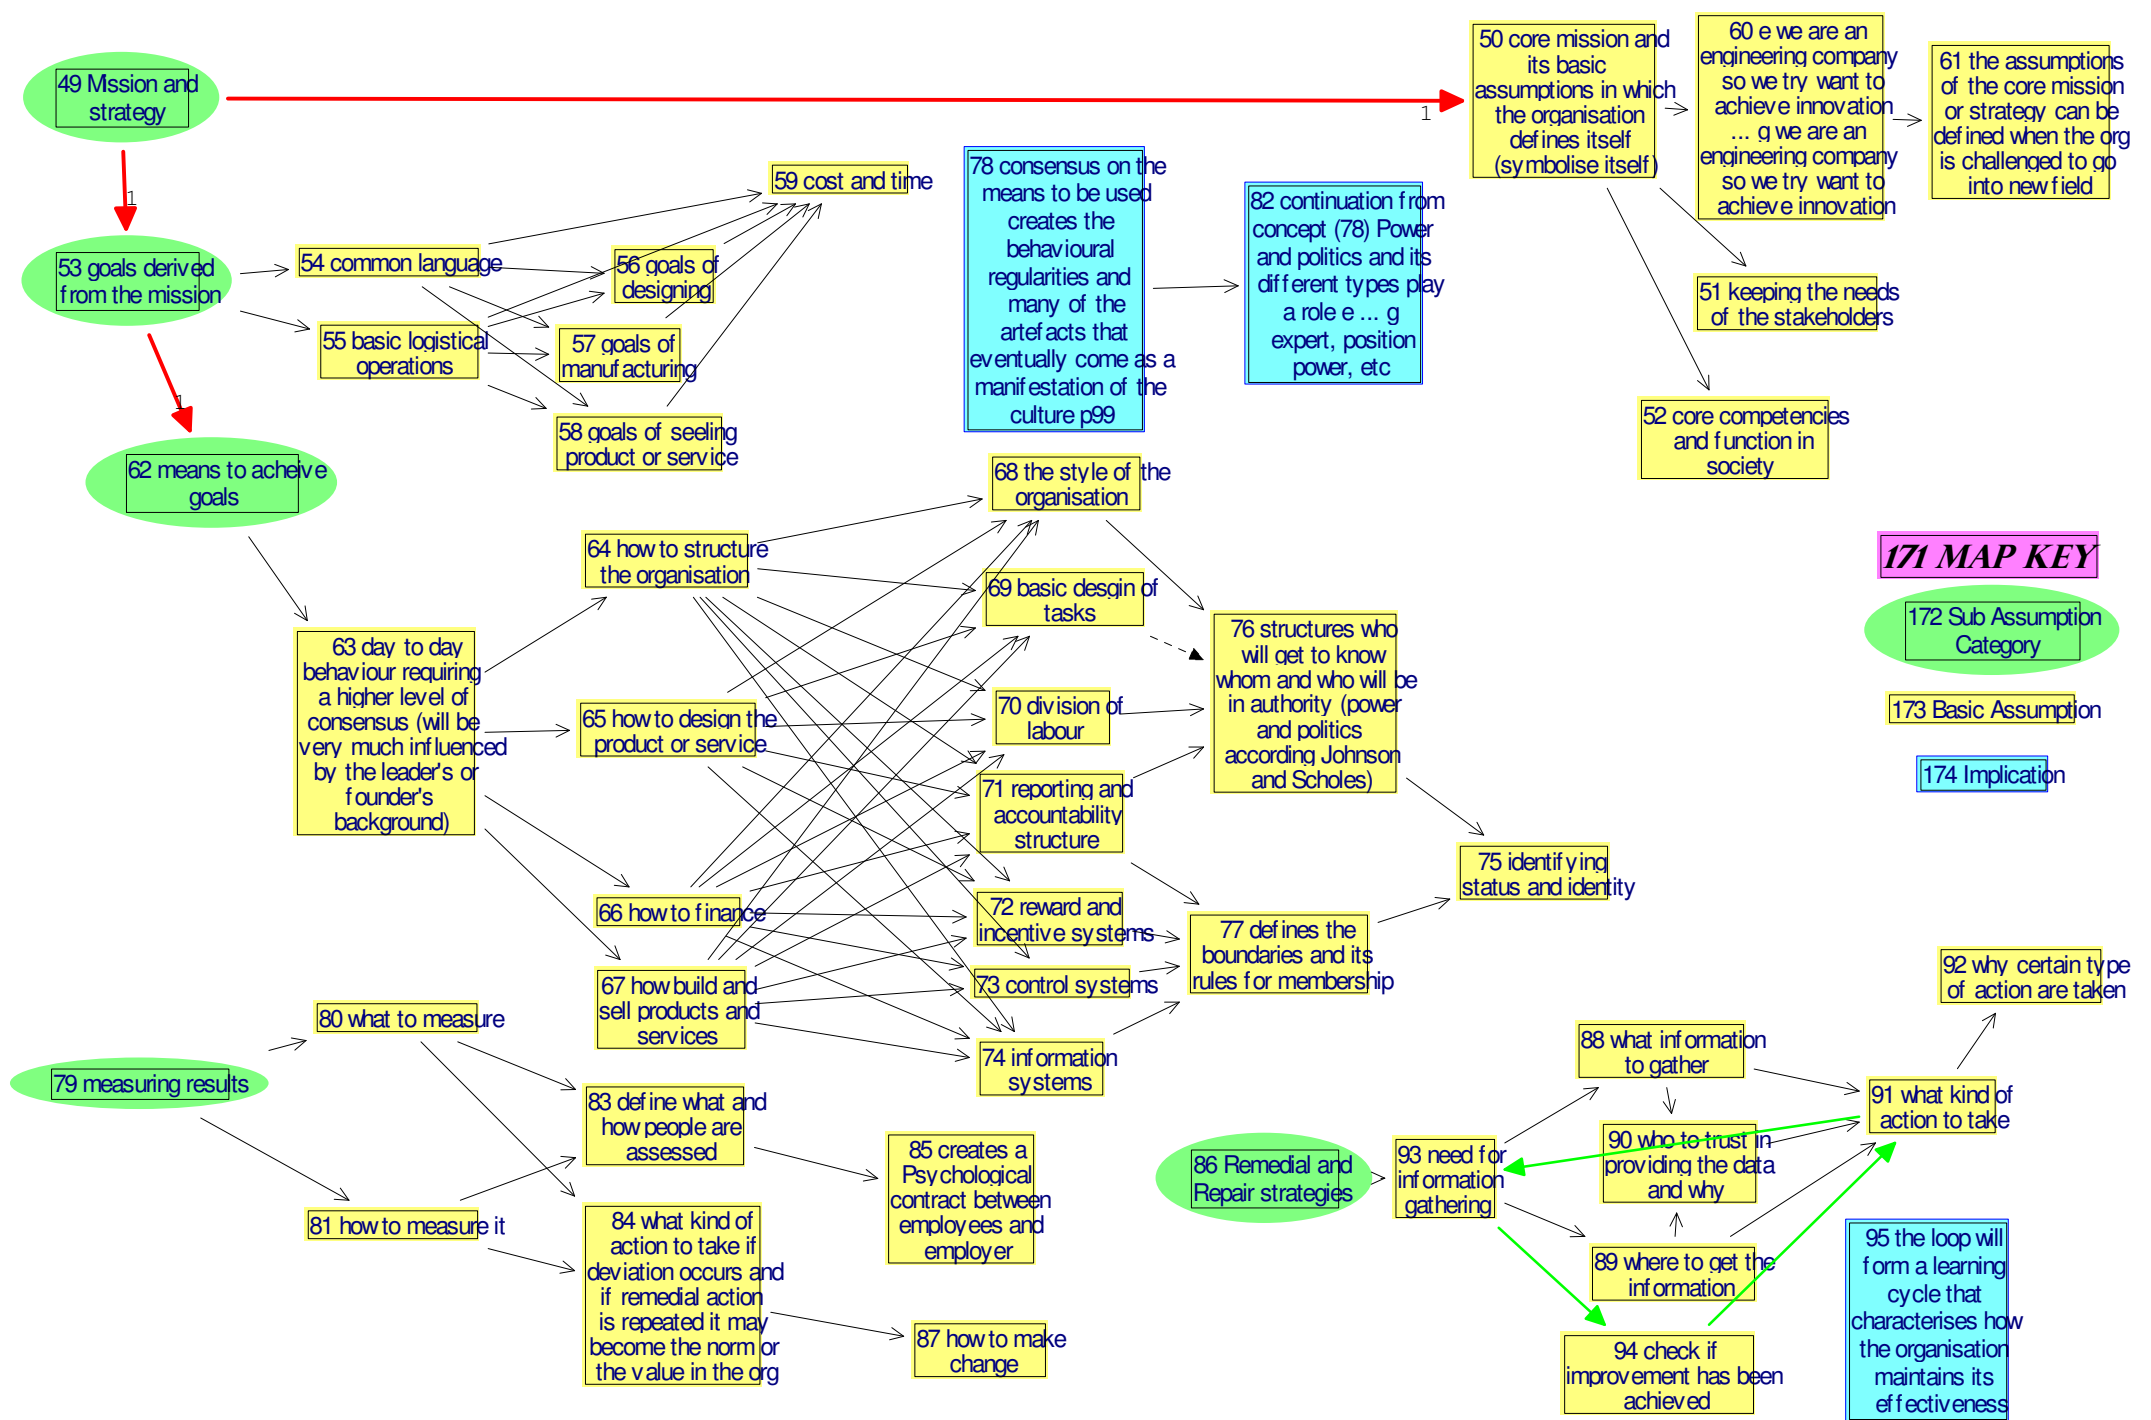 49 Mission and
strategy
1
1
50 core mission and
its basic
assumptions in which
the organisation
defines itself
(symbolise itself)
60 e we are an
engineering company
so we try want to
achieve innovation
... g we are an
engineering company
so we try want to
achieve innovation
61 the assumptions
of the core mission
or strategy can be
defined when the org
is challenged to go
into new field
53 goals derived
from the mission
1
54 common language
55 basic logistical
operations
56 goals of
designing
57 goals of
manufacturing
58 goals of seeling
product or service
59 cost and time
78 consensus on the
means to be used
creates the
behavioural
regularities and
many of the
artefacts that
eventually come as a
manifestation of the
culture p99
82 continuation from
concept (78) Power
and politics and its
different types play
a role e ... g
expert, position
power, etc
51 keeping the needs
of the stakeholders
52 core competencies
and function in
society
62 means to acheive
goals
63 day to day
behaviour requiring
a higher level of
consensus (will be
very much influenced
by the leader's or
founder's
background)
64 how to structure
the organisation
65 how to design the
product or service
66 how to finance
67 how build and
sell products and
services
68 the style of the
organisation
69 basic desgin of
tasks
70 division of
labour
71 reporting and
accountability
structure
72 reward and
incentive systems
73 control systems
74 information
systems
76 structures who
will get to know
whom and who will be
in authority (power
and politics
according Johnson
and Scholes)
77 defines the
boundaries and its
rules for membership
75 identifying
status and identity
171 MAP KEY
172 Sub Assumption
Category
173 Basic Assumption
174 Implication
79 measuring results
80 what to measure
81 how to measure it
83 define what and
how people are
assessed
84 what kind of
action to take if
deviation occurs and
if remedial action
is repeated it may
become the norm or
the value in the org
85 creates a
Psychological
contract between
employees and
employer
87 how to make
change
86 Remedial and
Repair strategies
93 need for
information
gathering
88 what information
to gather
90 who to trust in
providing the data
and why
89 where to get the
information
94 check if
improvement has been
achieved
91 what kind of
action to take
92 why certain type
of action are taken
95 the loop will
form a learning
cycle that
characterises how
the organisation
maintains its
effectiveness